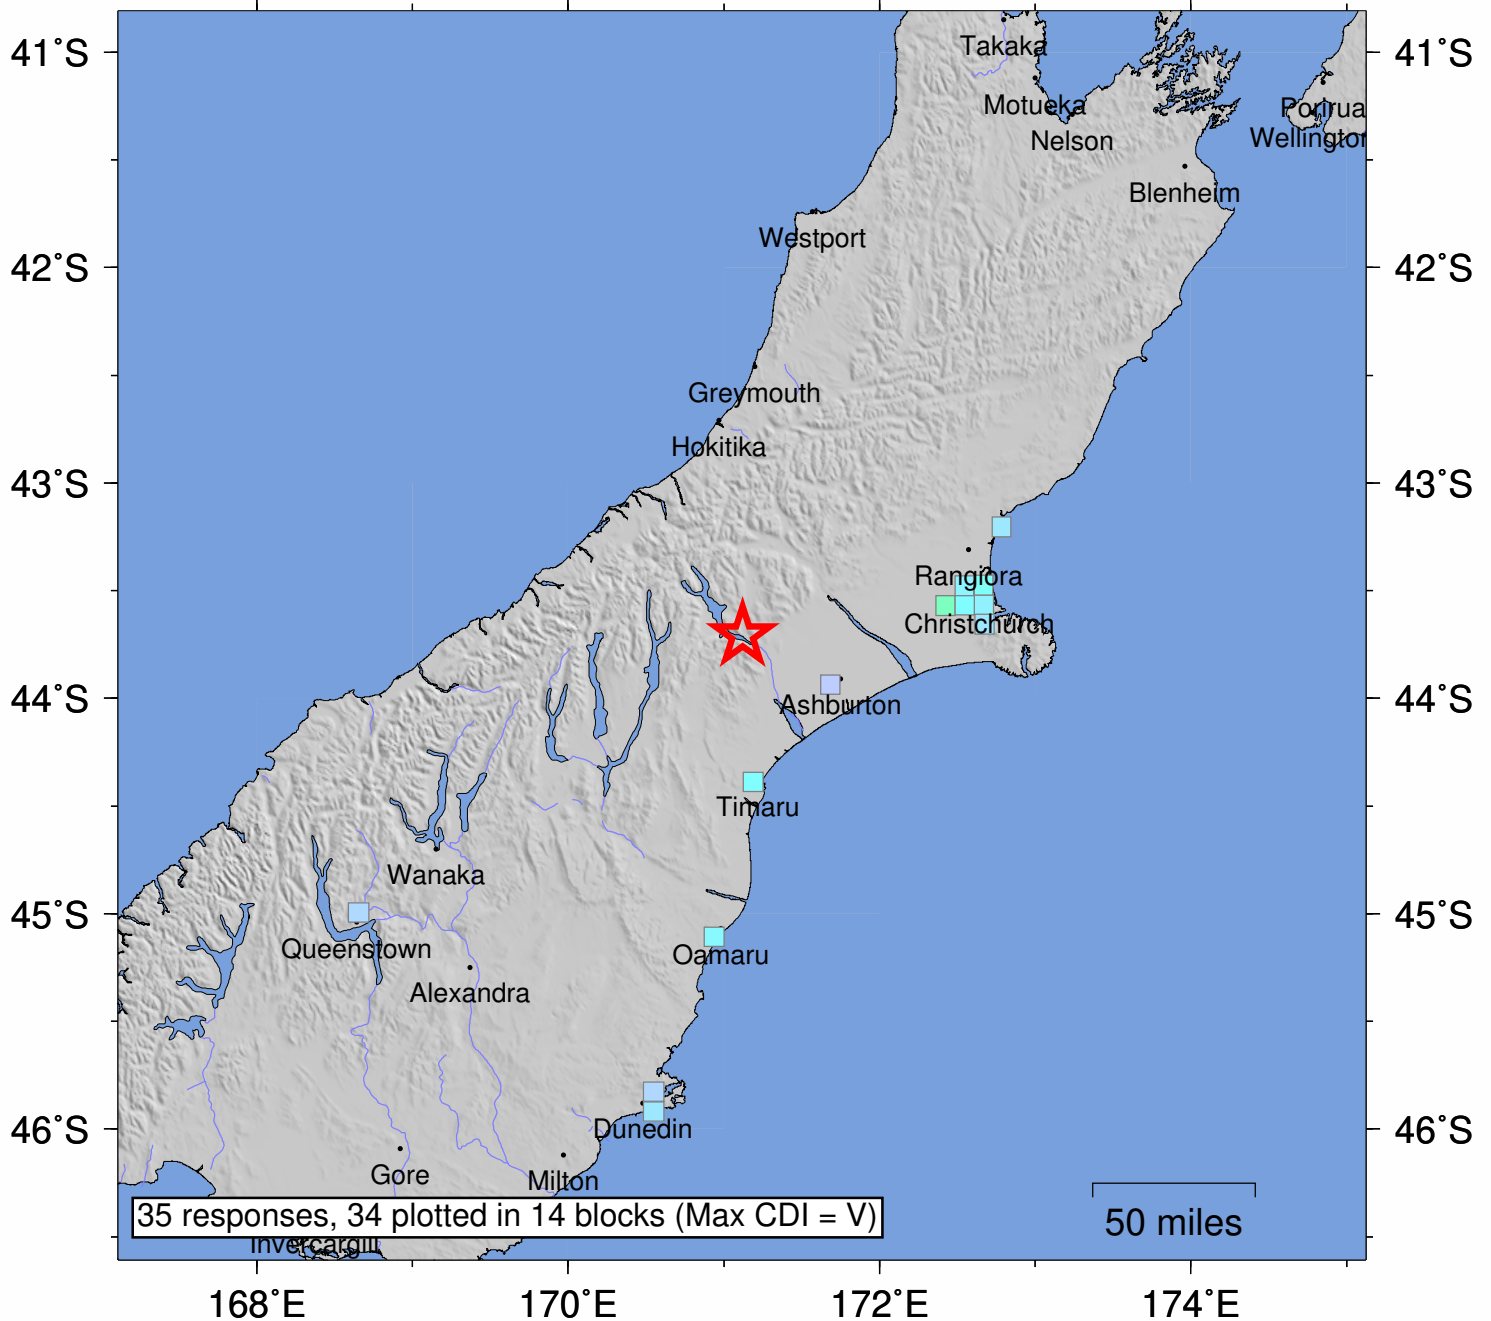 Takaka
41°S
41°S
Motueka
Porirua
Nelson
Wellington
Blenheim
Westport
42°S
42°S
Greymouth
Hokitika
43°S
43°S
Rangiora
Christchurch
44°S
44°S
Ashburton
Timaru
Wanaka
45°S
45°S
Queenstown
Oamaru
Alexandra
46°S
46°S
Dunedin
Gore
Milton
35 responses, 34 plotted in 14 blocks (Max CDI = V)
50 miles
Invercargill
168°E
170°E
172°E
174°E